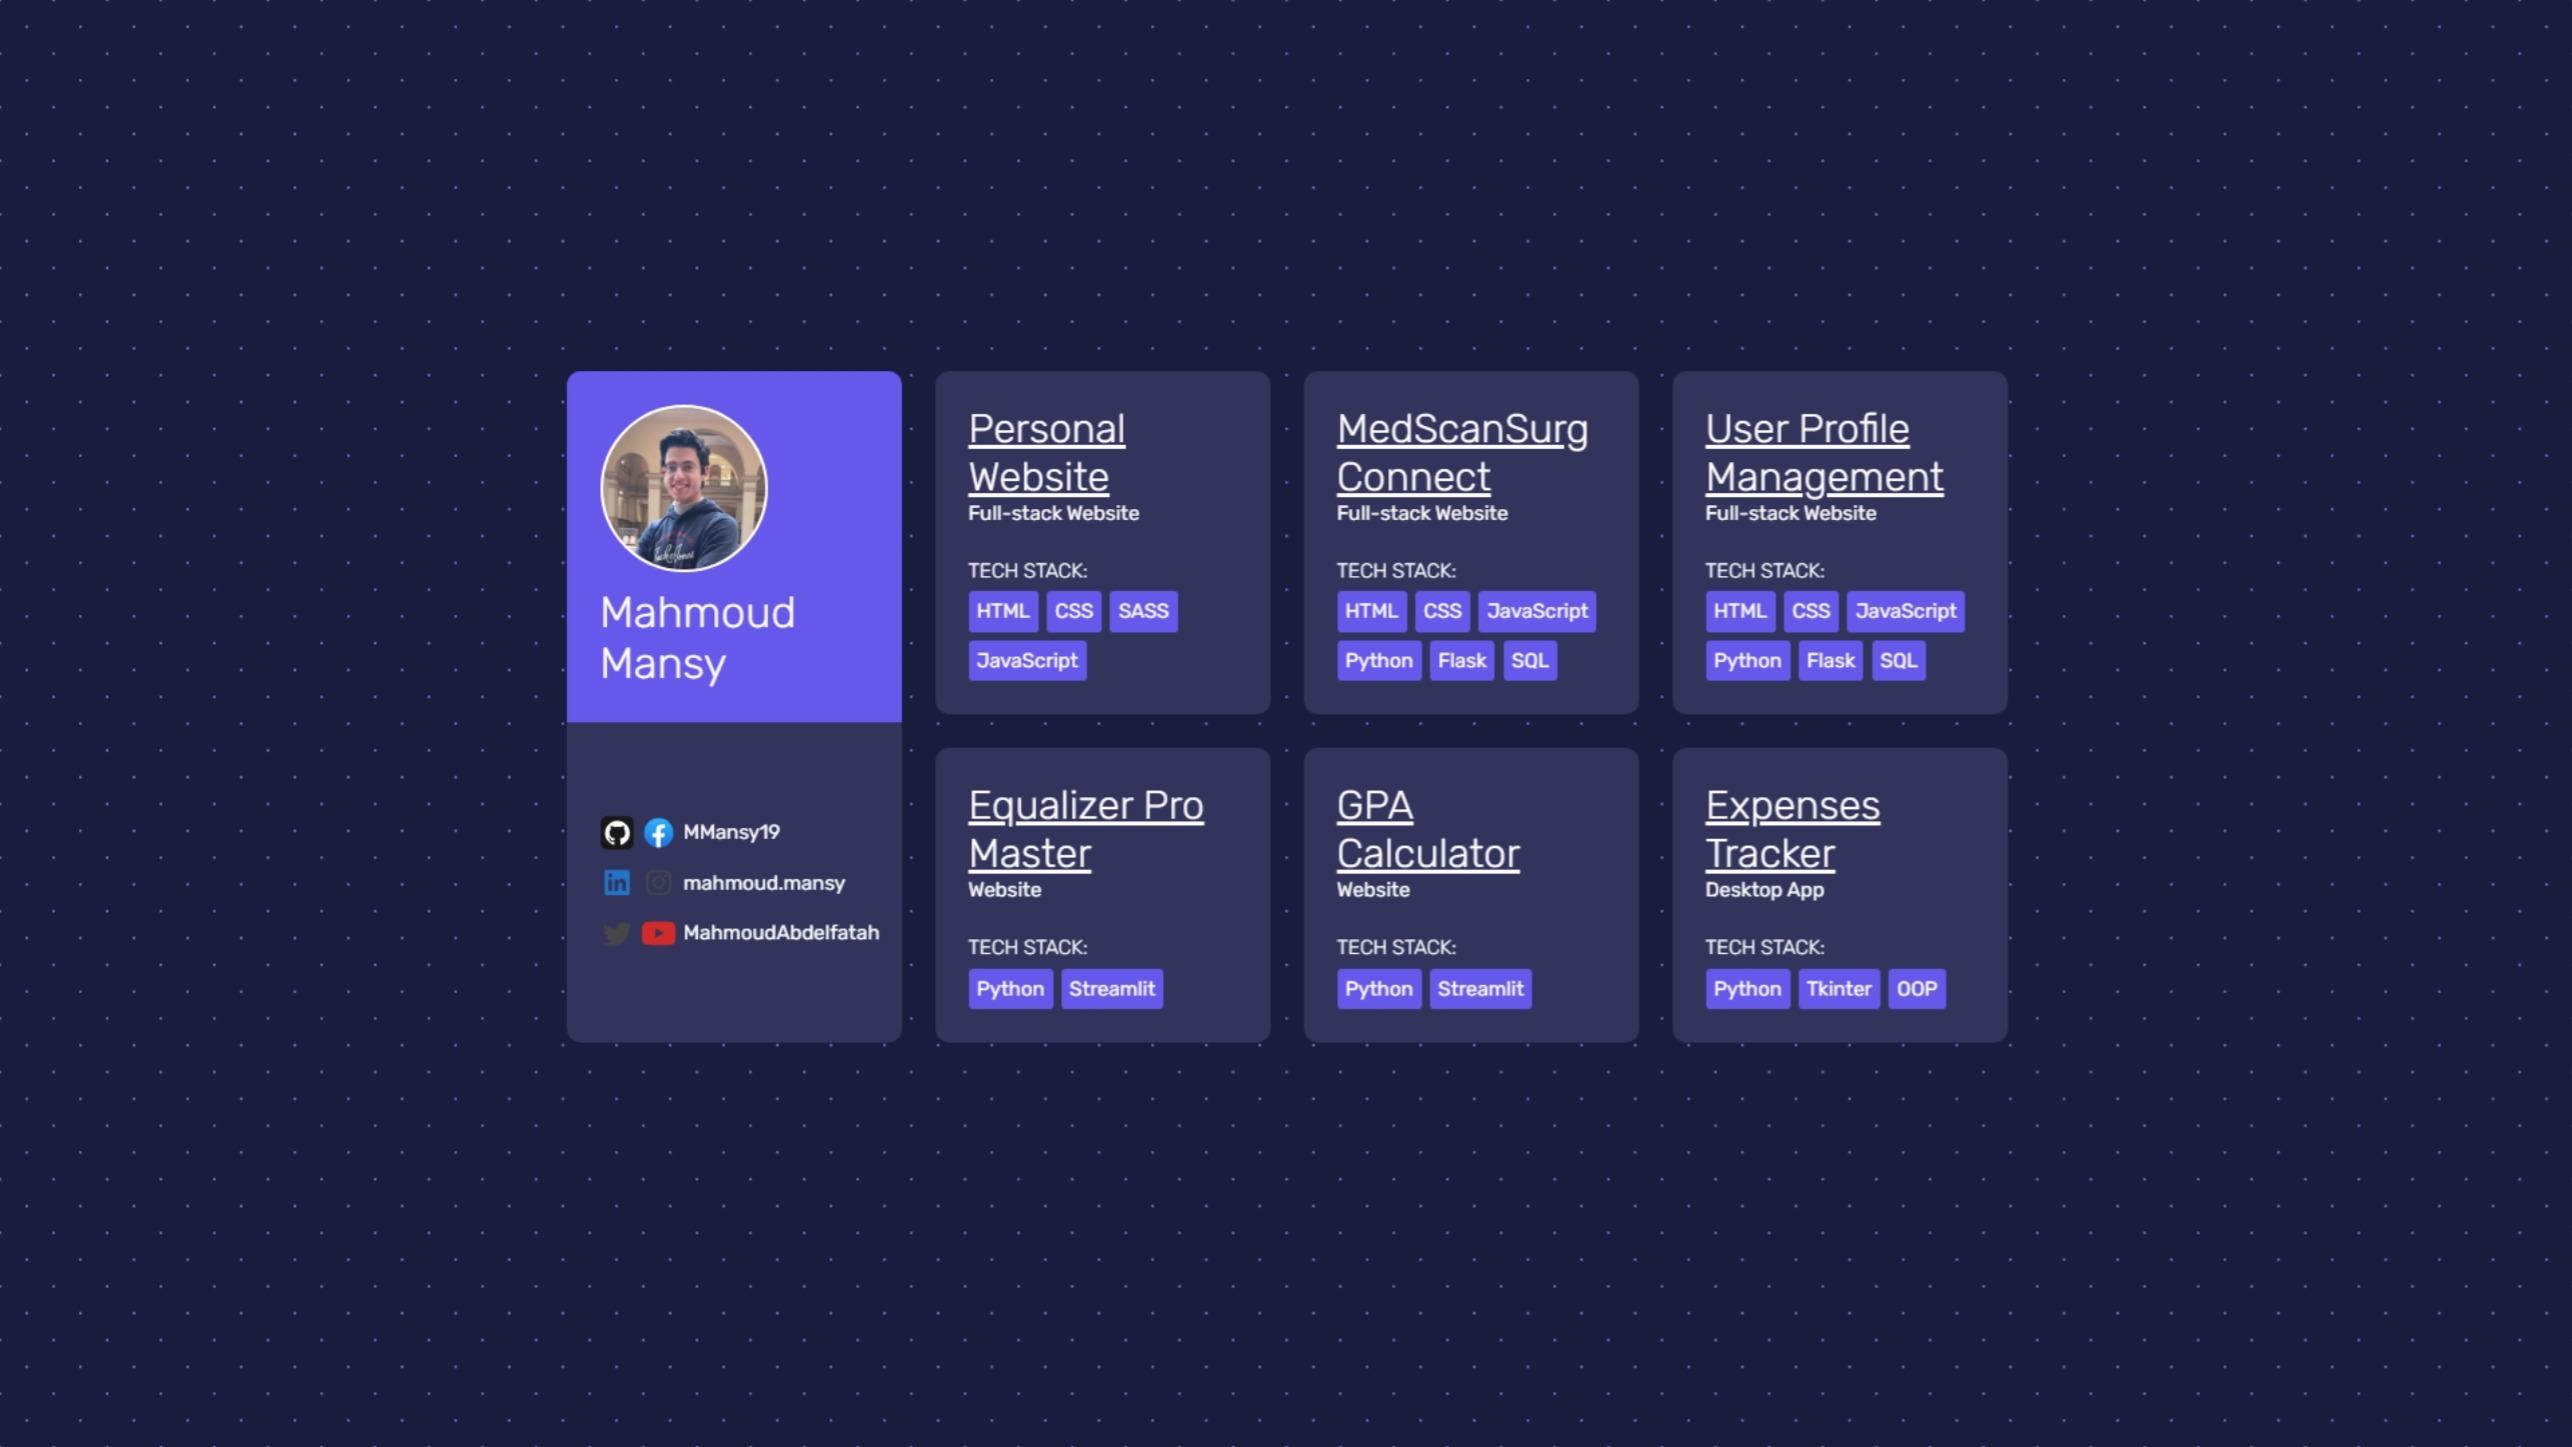 Mahmoud
Mansy
MMansy19
mahmoud.mansy
MahmoudAbdelfatah
Personal
Website
Full-stack Website
TECH STACK:
HTML CSS SASS
JavaScript
MedScanSurg
Connect
Full-stack Website
TECH STACK:
HTML CSS JavaScript
Python Flask SQL
User Profile
Management
Full-stack Website
TECH STACK:
HTML CSS JavaScript
Python Flask SQL
Equalizer Pro
Master
Website
TECH STACK:
Python Streamlit
GPA
Calculator
Website
TECH STACK:
Python Streamlit
Expenses
Tracker
Desktop App
TECH STACK:
Python Tkinter OOP